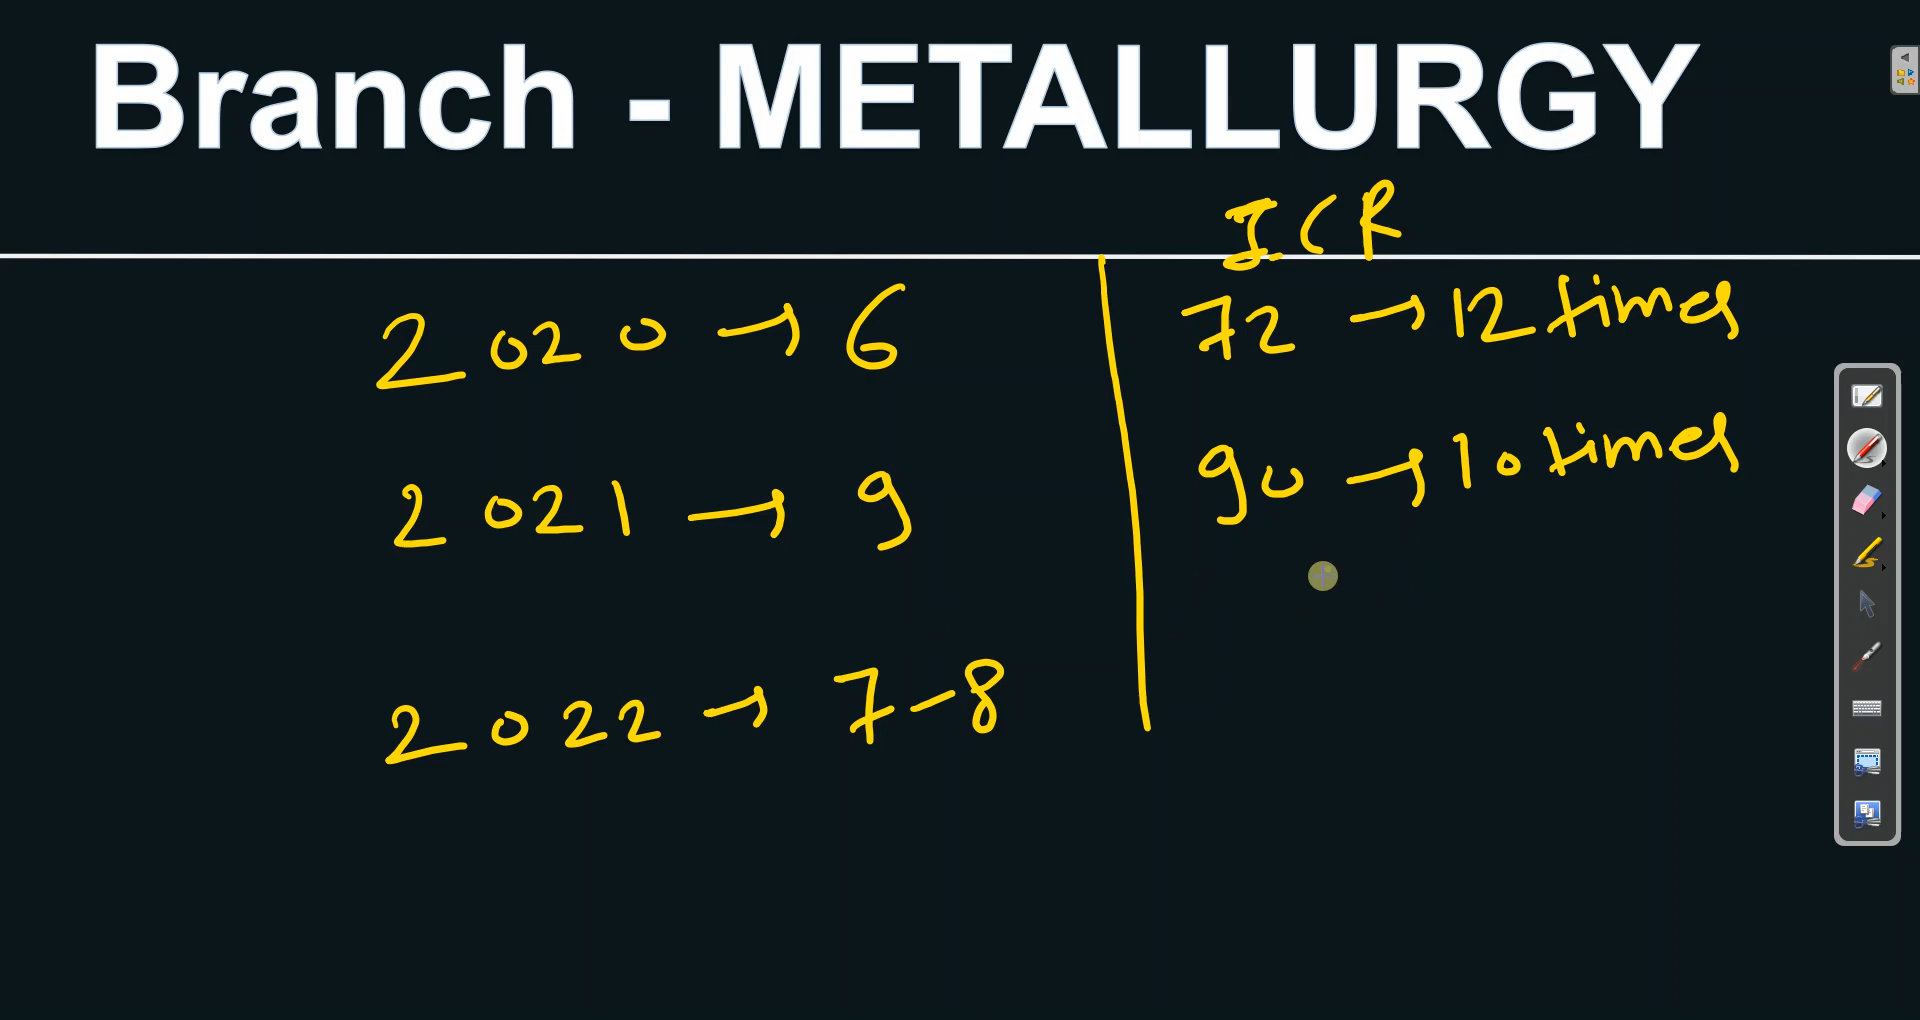 Branch - METALLURGY
ICR
2020 → 6
72 → 12 times
2021 → 9
90 → 10 times
2022 → 7-8